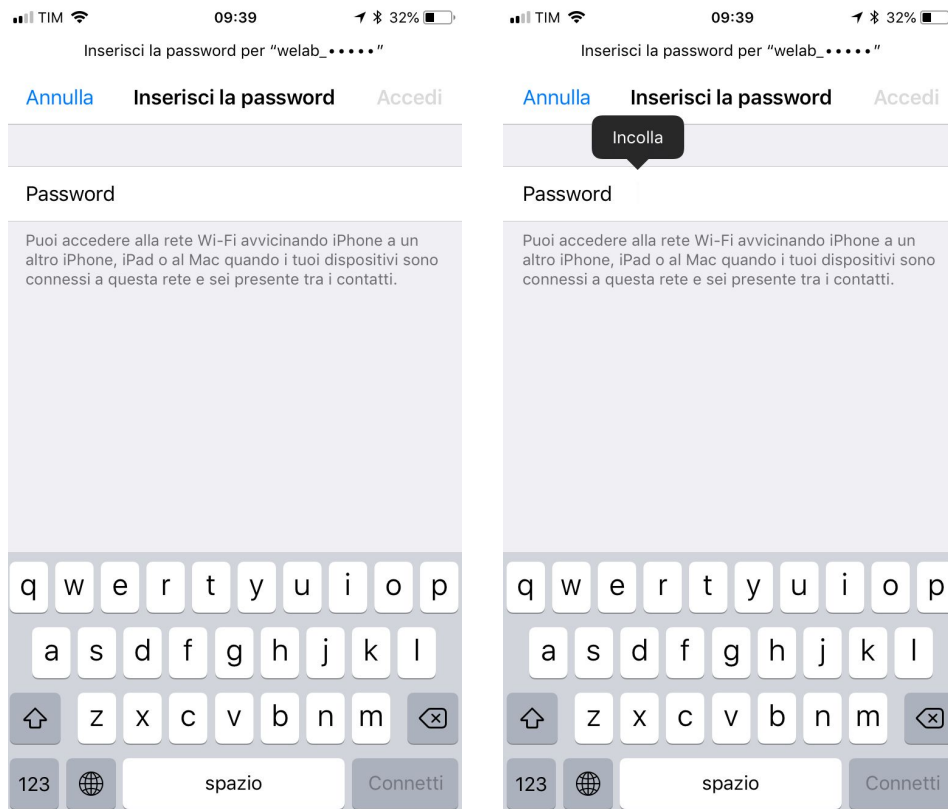 TIM 09:39 32%
Inserisci la password per “welab_•••••”
Annulla Inserisci la password Accedi
Password
Puoi accedere alla rete Wi-Fi avvicinando iPhone a un
altro iPhone, iPad o al Mac quando i tuoi dispositivi sono
connessi a questa rete e sei presente tra i contatti.
q w e r t y u i o p
a s d f g h j k l
z x c v b n m
123 spazio Connetti
TIM 09:39 32%
Inserisci la password per “welab_•••••”
Annulla Inserisci la password Accedi
Incolla
Password
Puoi accedere alla rete Wi-Fi avvicinando iPhone a un
altro iPhone, iPad o al Mac quando i tuoi dispositivi sono
connessi a questa rete e sei presente tra i contatti.
q w e r t y u i o p
a s d f g h j k l
z x c v b n m
123 spazio Connetti